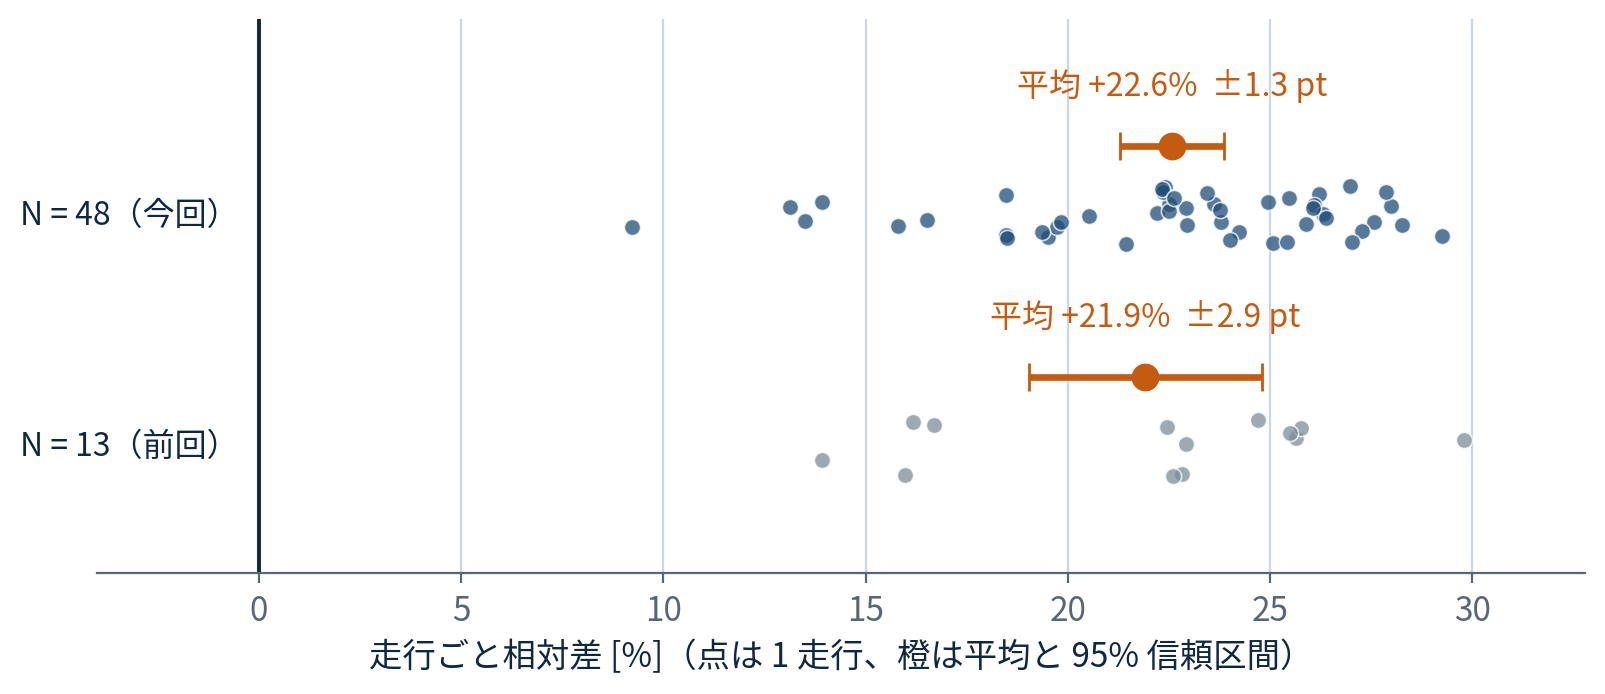 平均 +22.6% ±1.3 pt
N = 48（今回）
平均 +21.9% ±2.9 pt
N = 13（前回）
0 5 10 15 20 25 30
走行ごと相対差 [%]（点は 1 走行、橙は平均と 95% 信頼区間）